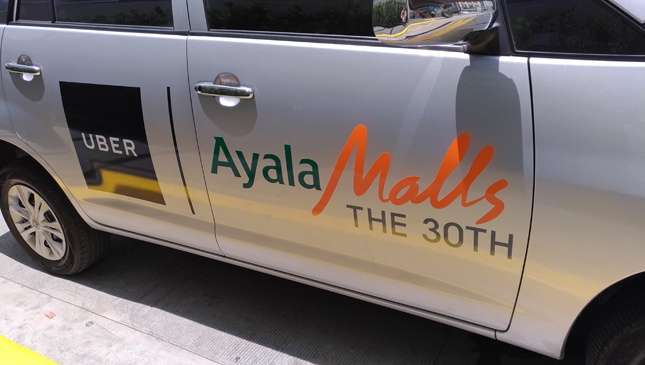 UBER
Ayala Malls
THE 30TH